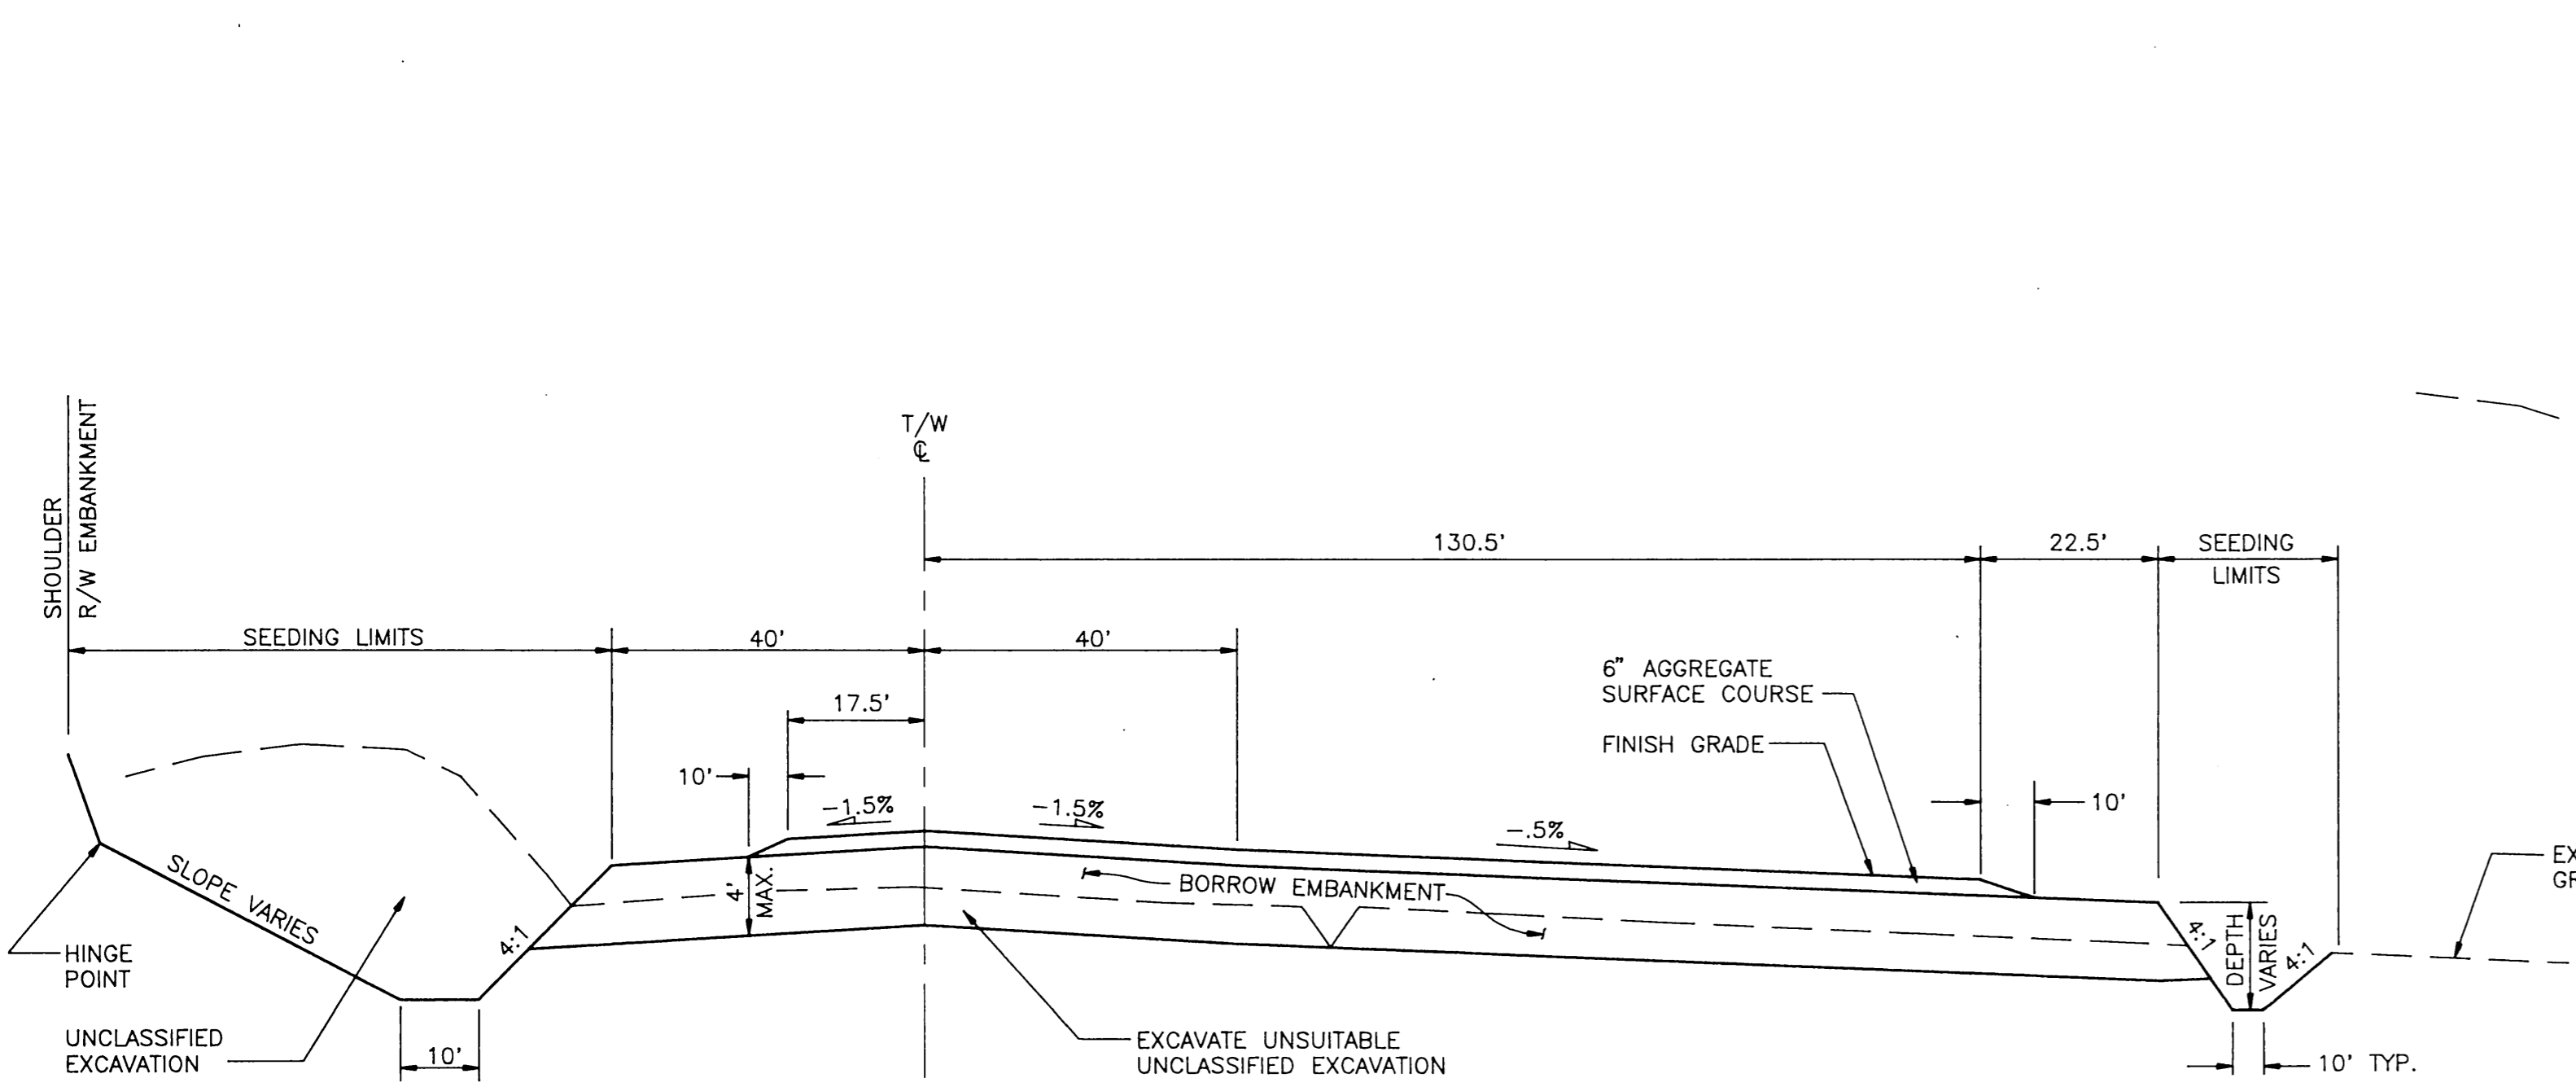 SHOULDER
R/W EMBANKMENT
T/W
℄
130.5'
22.5'
SEEDING
LIMITS
SEEDING LIMITS
40'
40'
17.5'
10'
-1.5%
-1.5%
-.5%
6" AGGREGATE
SURFACE COURSE
FINISH GRADE
10'
SLOPE VARIES
4:1
4'
MAX.
BORROW EMBANKMENT
4:1
DEPTH
VARIES
4:1
HINGE
POINT
UNCLASSIFIED
EXCAVATION
10'
EXCAVATE UNSUITABLE
UNCLASSIFIED EXCAVATION
10' TYP.